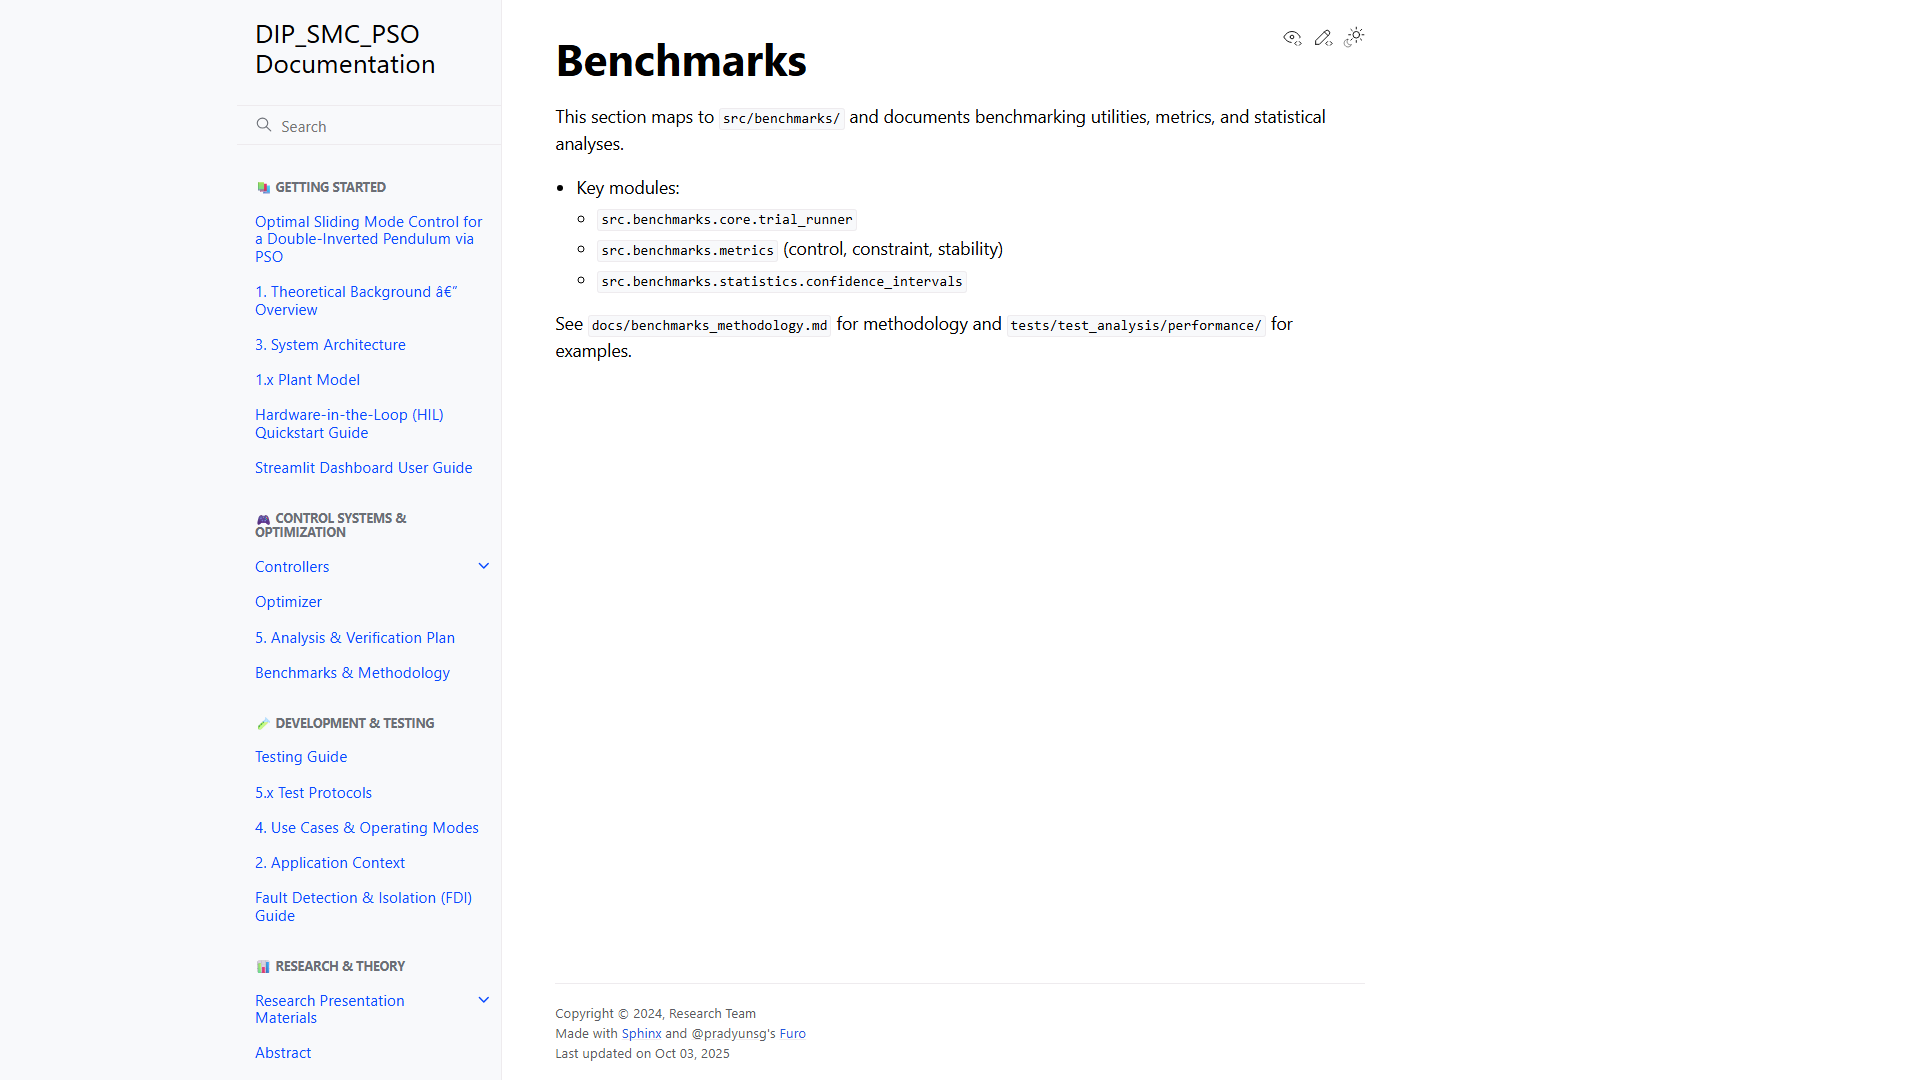 DIP_SMC_PSO
Documentation
Search
GETTING STARTED
Optimal Sliding Mode Control for
a Double-Inverted Pendulum via
PSO
1. Theoretical Background â€”
Overview
3. System Architecture
1.x Plant Model
Hardware-in-the-Loop (HIL)
Quickstart Guide
Streamlit Dashboard User Guide
CONTROL SYSTEMS &
OPTIMIZATION
Controllers
Optimizer
5. Analysis & Verification Plan
Benchmarks & Methodology
DEVELOPMENT & TESTING
Testing Guide
5.x Test Protocols
4. Use Cases & Operating Modes
2. Application Context
Fault Detection & Isolation (FDI)
Guide
RESEARCH & THEORY
Research Presentation
Materials
Abstract
Benchmarks
This section maps to src/benchmarks/ and documents benchmarking utilities, metrics, and statistical
analyses.
• Key modules:
◦ src.benchmarks.core.trial_runner
◦ src.benchmarks.metrics (control, constraint, stability)
◦ src.benchmarks.statistics.confidence_intervals
See docs/benchmarks_methodology.md for methodology and tests/test_analysis/performance/ for
examples.
Copyright © 2024, Research Team
Made with Sphinx and @pradyunsg's Furo
Last updated on Oct 03, 2025